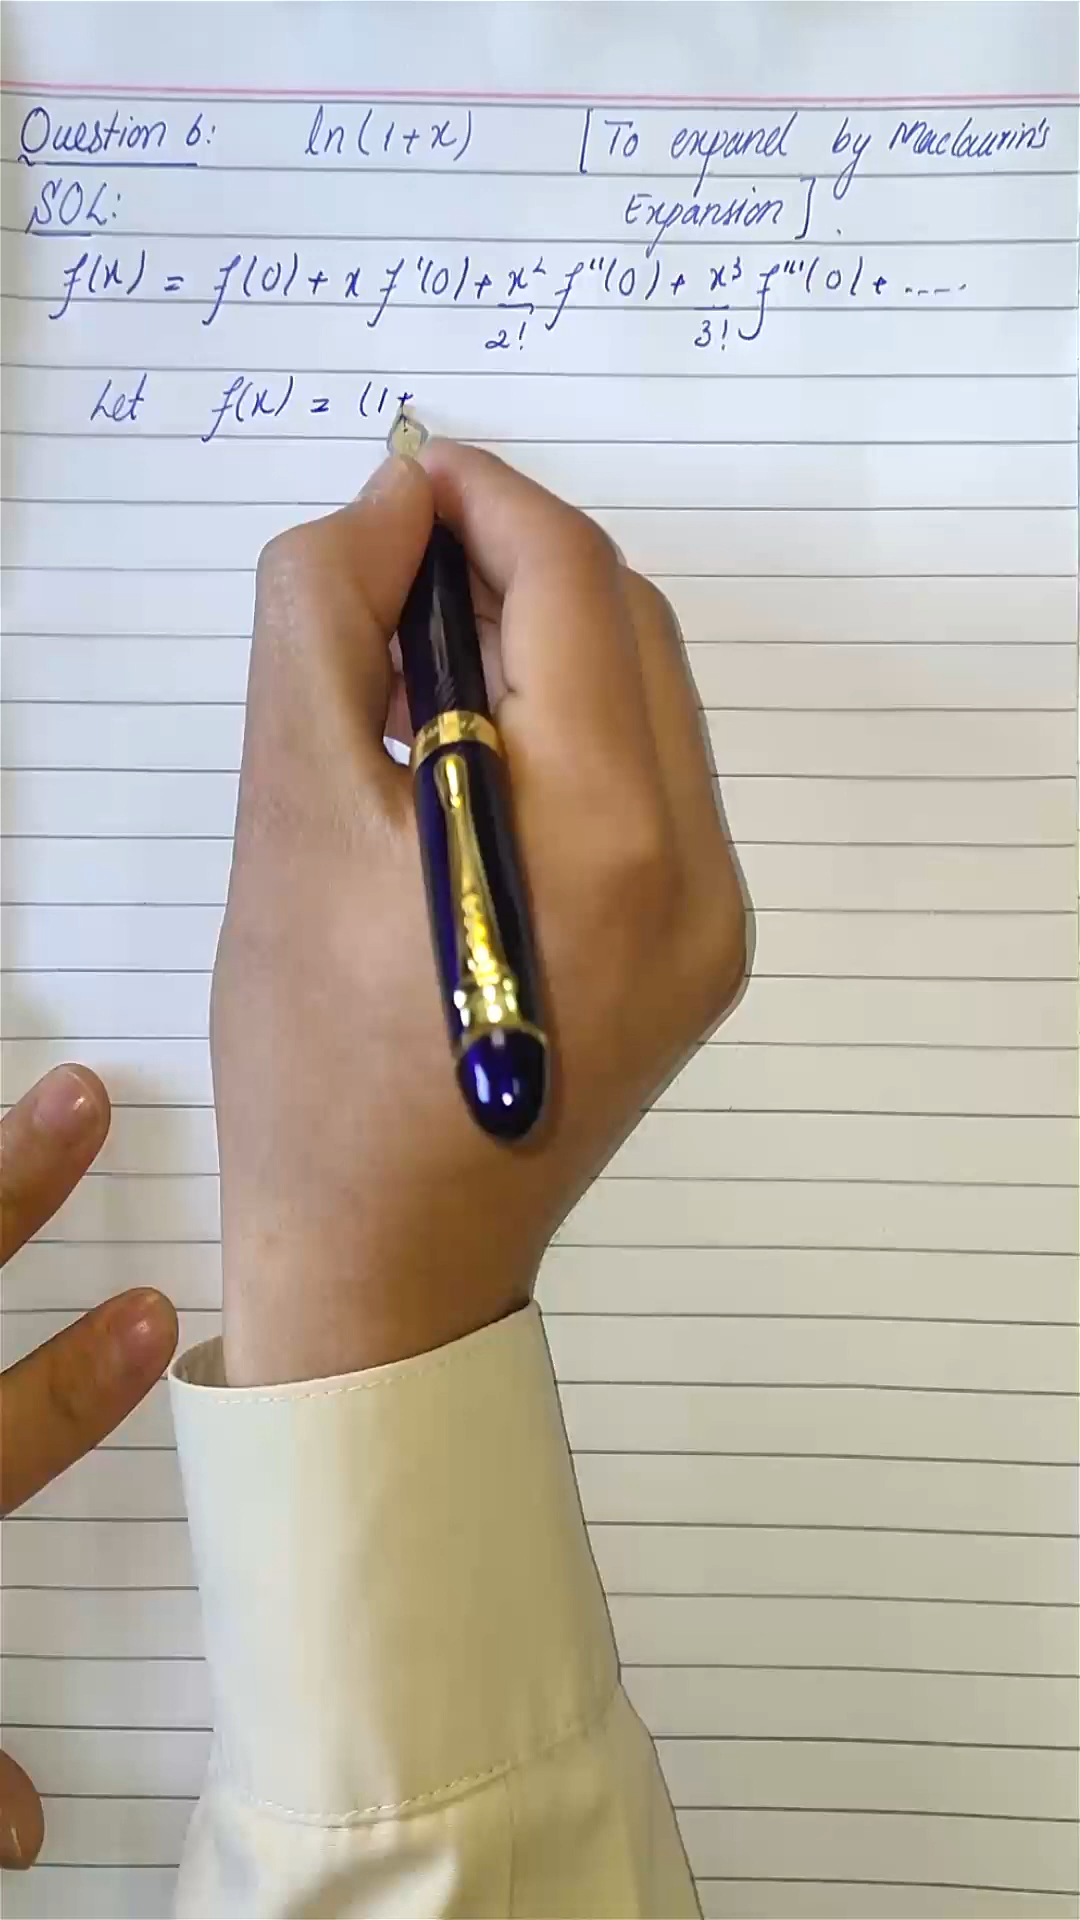 Question 6: ln(1+x) [To expand by Maclaurin's
SOL: Expansion].
f(x) = f(0) + x f'(0) + x²/2! f''(0) + x³/3! f'''(0) + .....
Let f(x) = (1+